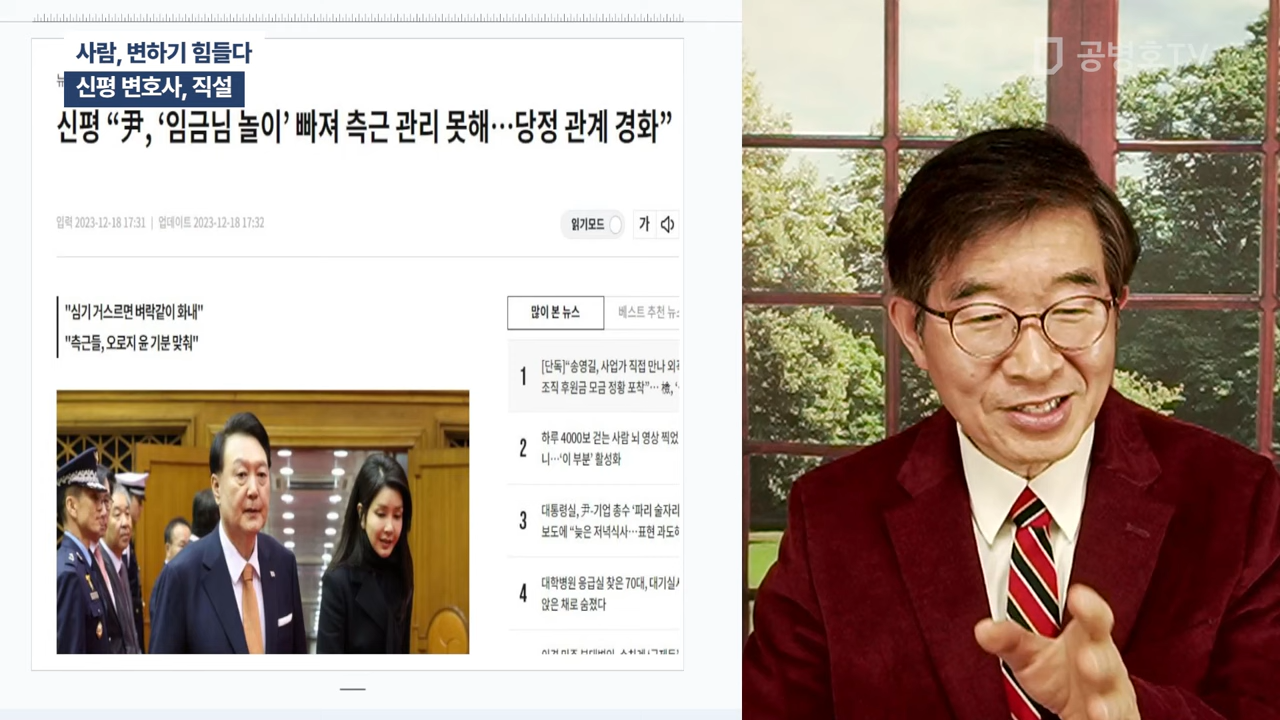 사람, 변하기 힘들다
신평 변호사, 직설
공병호TV
신평 “尹, ‘임금님 놀이’ 빠져 측근 관리 못해…당정 관계 경화”
입력 2023-12-18 17:31 | 업데이트 2023-12-18 17:32
읽기모드
가
"심기 거스르면 벼락같이 화내"
"측근들, 오로지 윤 기분 맞춰"
많이 본 뉴스
베스트 추천 뉴스
1
[단독]“송영길, 사업가 직접 만나 외곽
조직 후원금 모금 정황 포착”… 檢, ‘
2
하루 4000보 걷는 사람 뇌 영상 찍었
니…‘이 부분’ 활성화
3
대통령실, 尹-기업 총수 ‘파리 술자리
보도에 “늦은 저녁식사…표현 과도해
4
대학병원 응급실 찾은 70대, 대기실서
앉은 채로 숨졌다